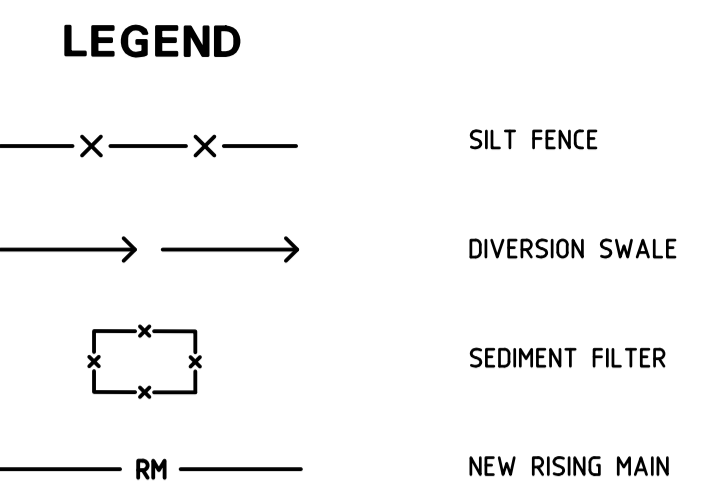 LEGEND
SILT FENCE
DIVERSION SWALE
SEDIMENT FILTER
RM NEW RISING MAIN